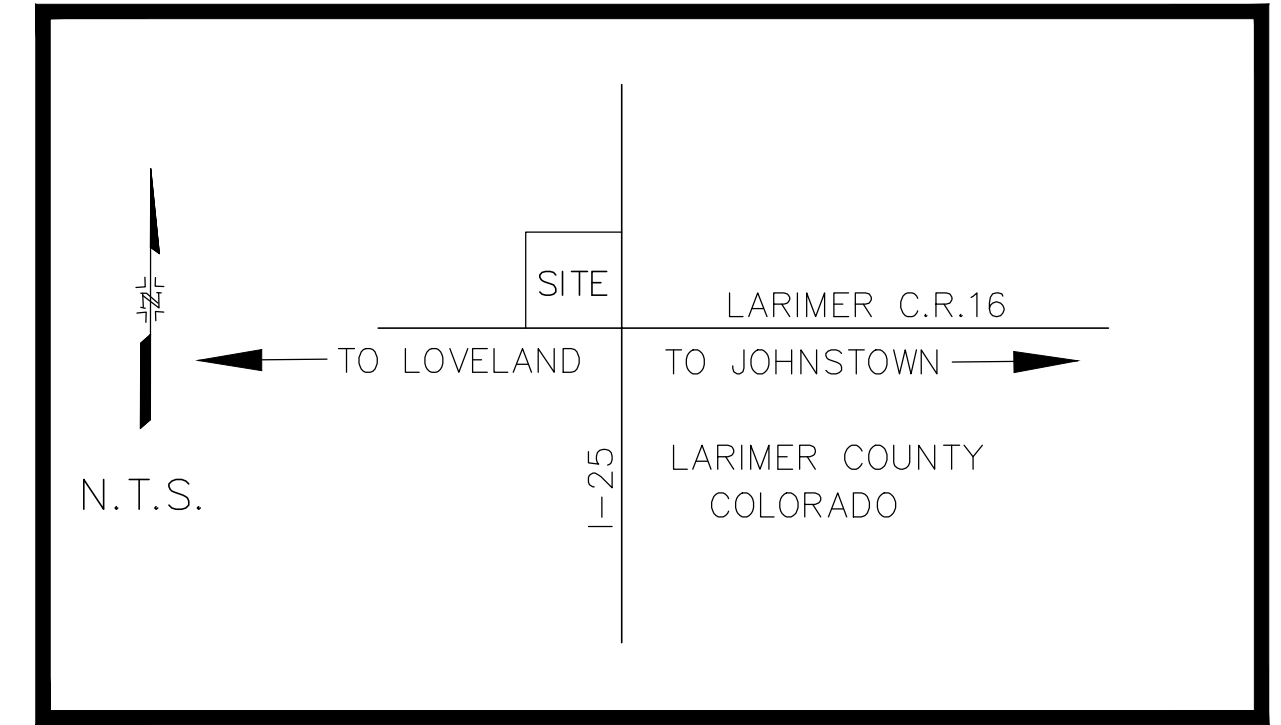 SITE
LARIMER C.R.16
TO LOVELAND
TO JOHNSTOWN
N
I-25
LARIMER COUNTY
COLORADO
N.T.S.